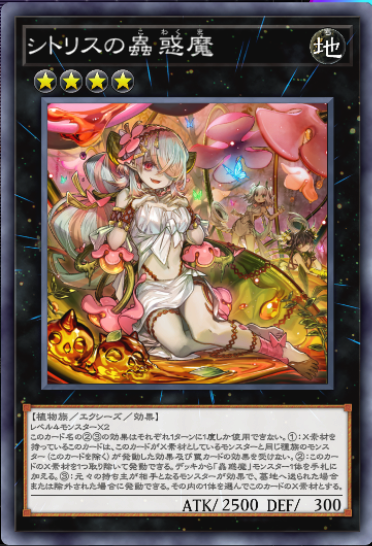 こわくま
シトリスの蟲惑魔
地
【植物族／エクシーズ／効果】
レベル4モンスター×2
このカード名の②③の効果はそれぞれ1ターンに1度しか使用できない。①：X素材を
持っているこのカードは、このカードがX素材としているモンスターと同じ種族のモンス
ター(このカードを除く)が発動した効果及び罠カードの効果を受けない。②：このカー
ドのX素材を1つ取り除いて発動できる。デッキから「蟲惑魔」モンスター1体を手札に
加える。③：元々の持ち主が相手となるモンスターが効果で、墓地へ送られた場合
または除外された場合に発動できる。その内の1体を選んでこのカードのX素材とする。
ATK/ 2500 DEF/ 300